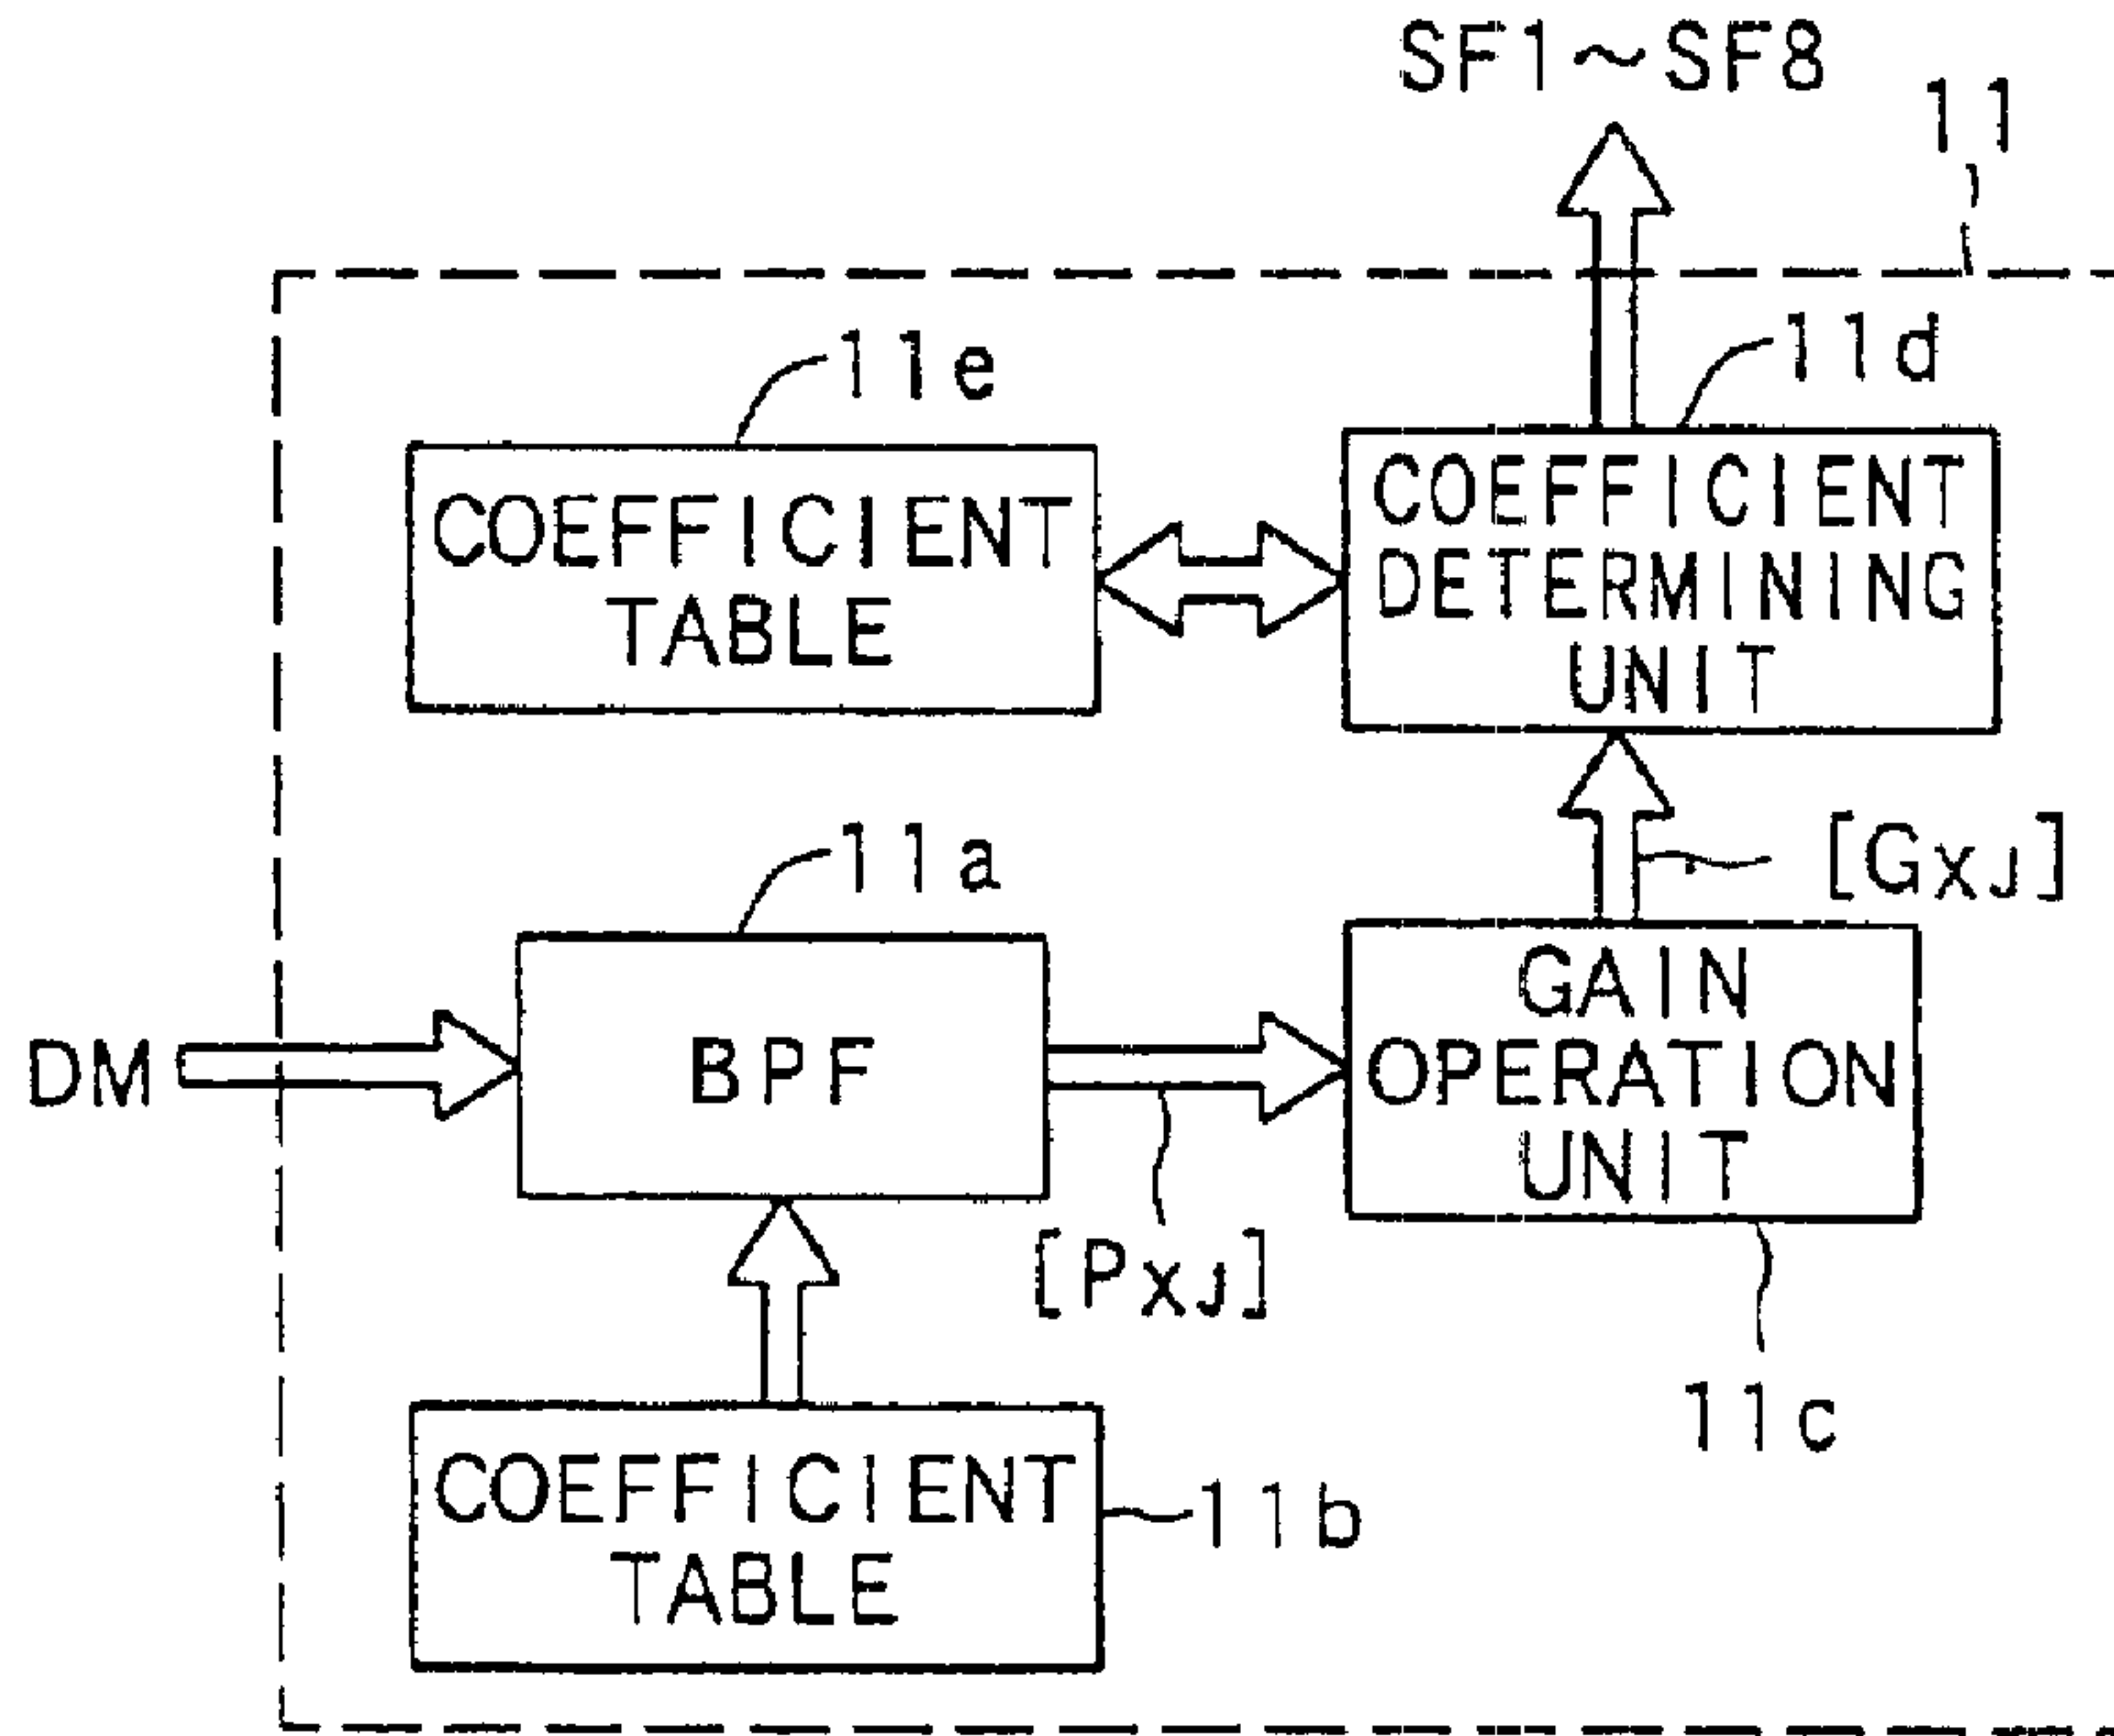 SF1~SF8
11
11e
11d
COEFFICIENT
TABLE
COEFFICIENT
DETERMINING
UNIT
11a
[GXJ]
DM
BPF
GAIN
OPERATION
UNIT
[PXJ]
11c
COEFFICIENT
TABLE
11b